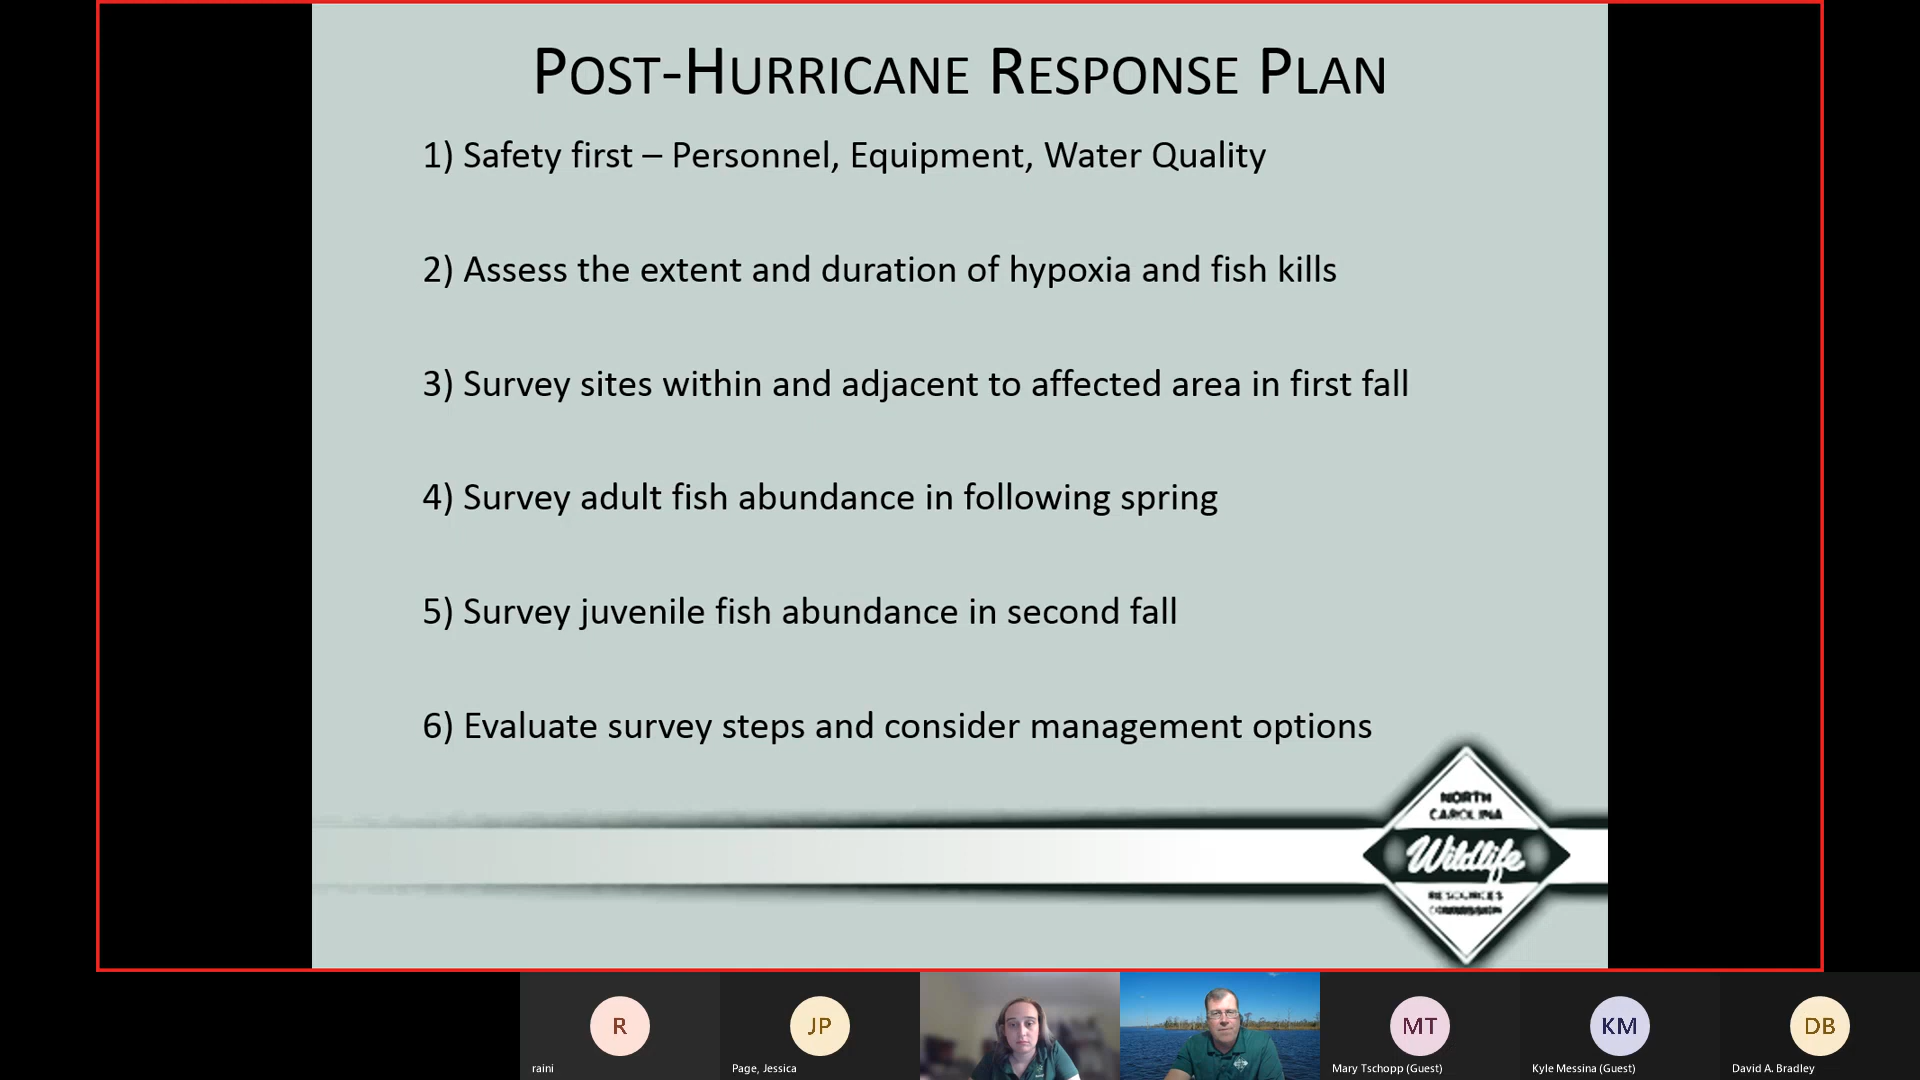 POST-HURRICANE RESPONSE PLAN
1) Safety first – Personnel, Equipment, Water Quality
2) Assess the extent and duration of hypoxia and fish kills
3) Survey sites within and adjacent to affected area in first fall
4) Survey adult fish abundance in following spring
5) Survey juvenile fish abundance in second fall
6) Evaluate survey steps and consider management options
NORTH
CAROLINA
Wildlife
RESOURCES
COMMISSION
R
JP
MT
KM
DB
raini
Page, Jessica
Mary Tschopp (Guest)
Kyle Messina (Guest)
David A. Bradley